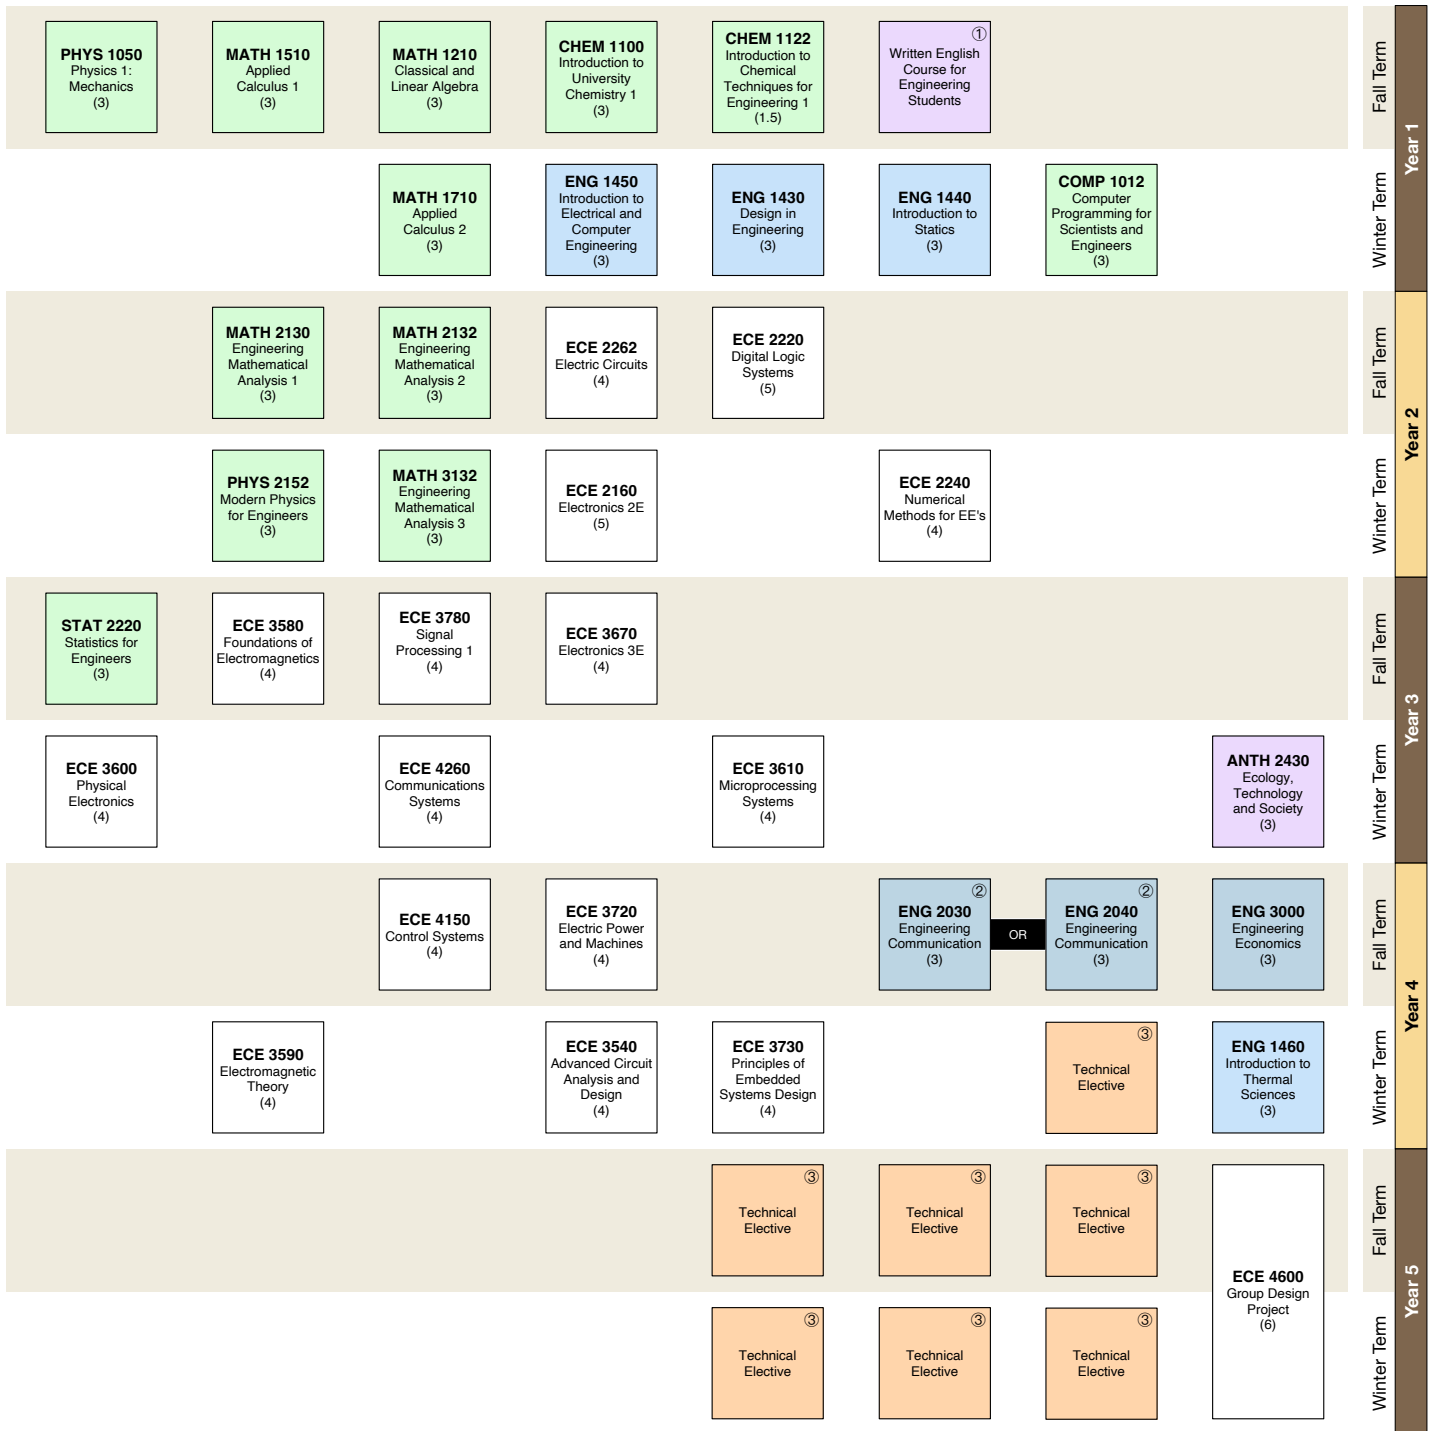 PHYS 1050
Physics 1:
Mechanics
(3)
MATH 1510
Applied
Calculus 1
(3)
MATH 1210
Classical and
Linear Algebra
(3)
CHEM 1100
Introduction to
University
Chemistry 1
(3)
CHEM 1122
Introduction to
Chemical
Techniques for
Engineering 1
(1.5)
①
Written English
Course for
Engineering
Students
Fall Term
Year 1
MATH 1710
Applied
Calculus 2
(3)
ENG 1450
Introduction to
Electrical and
Computer
Engineering
(3)
ENG 1430
Design in
Engineering
(3)
ENG 1440
Introduction to
Statics
(3)
COMP 1012
Computer
Programming for
Scientists and
Engineers
(3)
Winter Term
MATH 2130
Engineering
Mathematical
Analysis 1
(3)
MATH 2132
Engineering
Mathematical
Analysis 2
(3)
ECE 2262
Electric Circuits
(4)
ECE 2220
Digital Logic
Systems
(5)
Fall Term
Year 2
PHYS 2152
Modern Physics
for Engineers
(3)
MATH 3132
Engineering
Mathematical
Analysis 3
(3)
ECE 2160
Electronics 2E
(5)
ECE 2240
Numerical
Methods for EE's
(4)
Winter Term
STAT 2220
Statistics for
Engineers
(3)
ECE 3580
Foundations of
Electromagnetics
(4)
ECE 3780
Signal
Processing 1
(4)
ECE 3670
Electronics 3E
(4)
Fall Term
Year 3
ECE 3600
Physical
Electronics
(4)
ECE 4260
Communications
Systems
(4)
ECE 3610
Microprocessing
Systems
(4)
ANTH 2430
Ecology,
Technology
and Society
(3)
Winter Term
ECE 4150
Control Systems
(4)
ECE 3720
Electric Power
and Machines
(4)
②
ENG 2030
Engineering
Communication
(3)
OR
②
ENG 2040
Engineering
Communication
(3)
ENG 3000
Engineering
Economics
(3)
Fall Term
Year 4
ECE 3590
Electromagnetic
Theory
(4)
ECE 3540
Advanced Circuit
Analysis and
Design
(4)
ECE 3730
Principles of
Embedded
Systems Design
(4)
③
Technical
Elective
ENG 1460
Introduction to
Thermal
Sciences
(3)
Winter Term
③
Technical
Elective
③
Technical
Elective
③
Technical
Elective
ECE 4600
Group Design
Project
(6)
Fall Term
Year 5
③
Technical
Elective
③
Technical
Elective
③
Technical
Elective
Winter Term